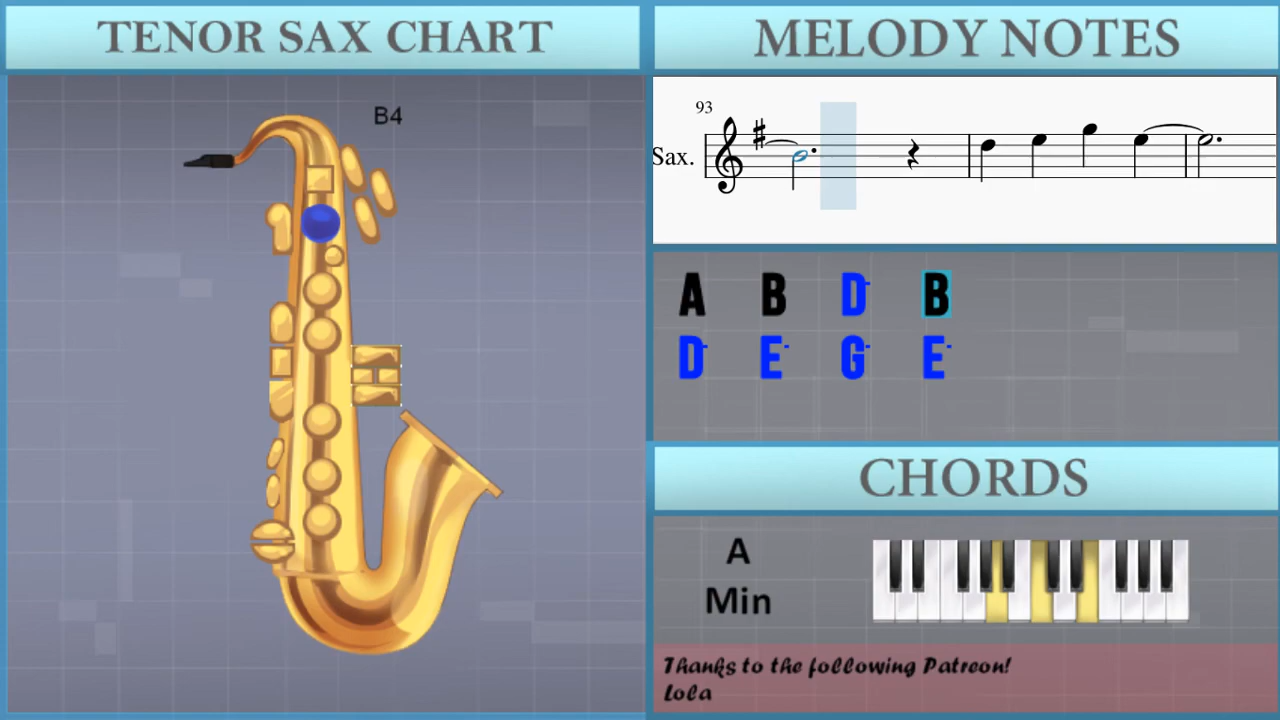 TENOR SAX CHART
B4
MELODY NOTES
93
Sax.
A B D- B
D- E- G- E-
CHORDS
A
Min
Thanks to the following Patreon!
Lola